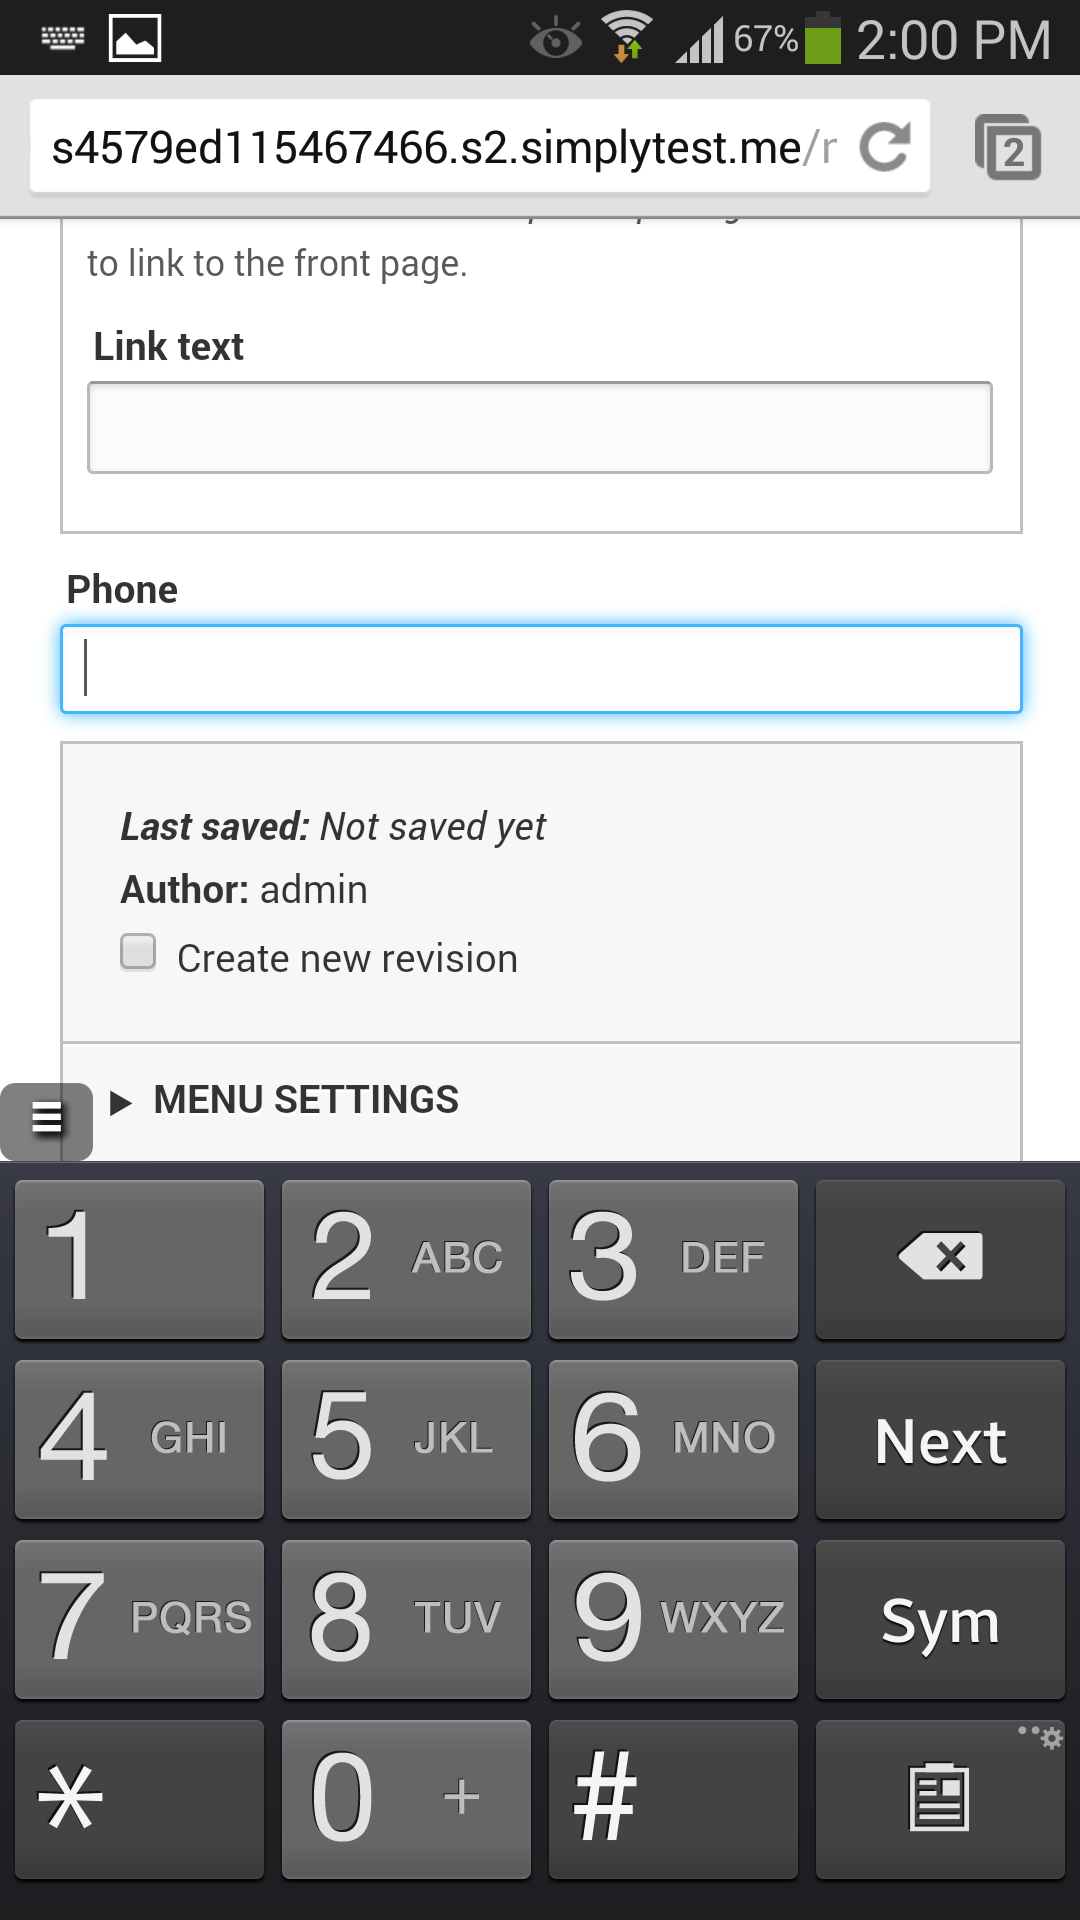 67% 2:00 PM
s4579ed115467466.s2.simplytest.me/r
2
to link to the front page.
Link text
Phone
Last saved: Not saved yet
Author: admin
Create new revision
MENU SETTINGS
1 2 ABC 3 DEF
4 GHI 5 JKL 6 MNO Next
7 PQRS 8 TUV 9 WXYZ Sym
* 0 + #